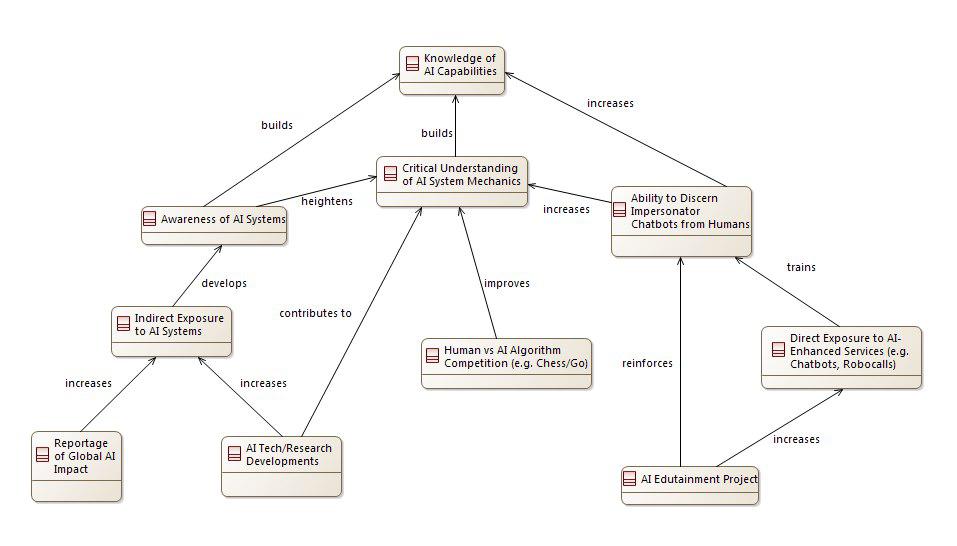 Knowledge of
AI Capabilities
increases
builds
builds
Critical Understanding
of AI System Mechanics
heightens
increases
Ability to Discern
Impersonator
Chatbots from Humans
Awareness of AI Systems
develops
trains
contributes to
improves
Indirect Exposure
to AI Systems
Human vs AI Algorithm
Competition (e.g. Chess/Go)
reinforces
Direct Exposure to AI-
Enhanced Services (e.g.
Chatbots, Robocalls)
increases
increases
increases
Reportage
of Global AI
Impact
AI Tech/Research
Developments
AI Edutainment Project